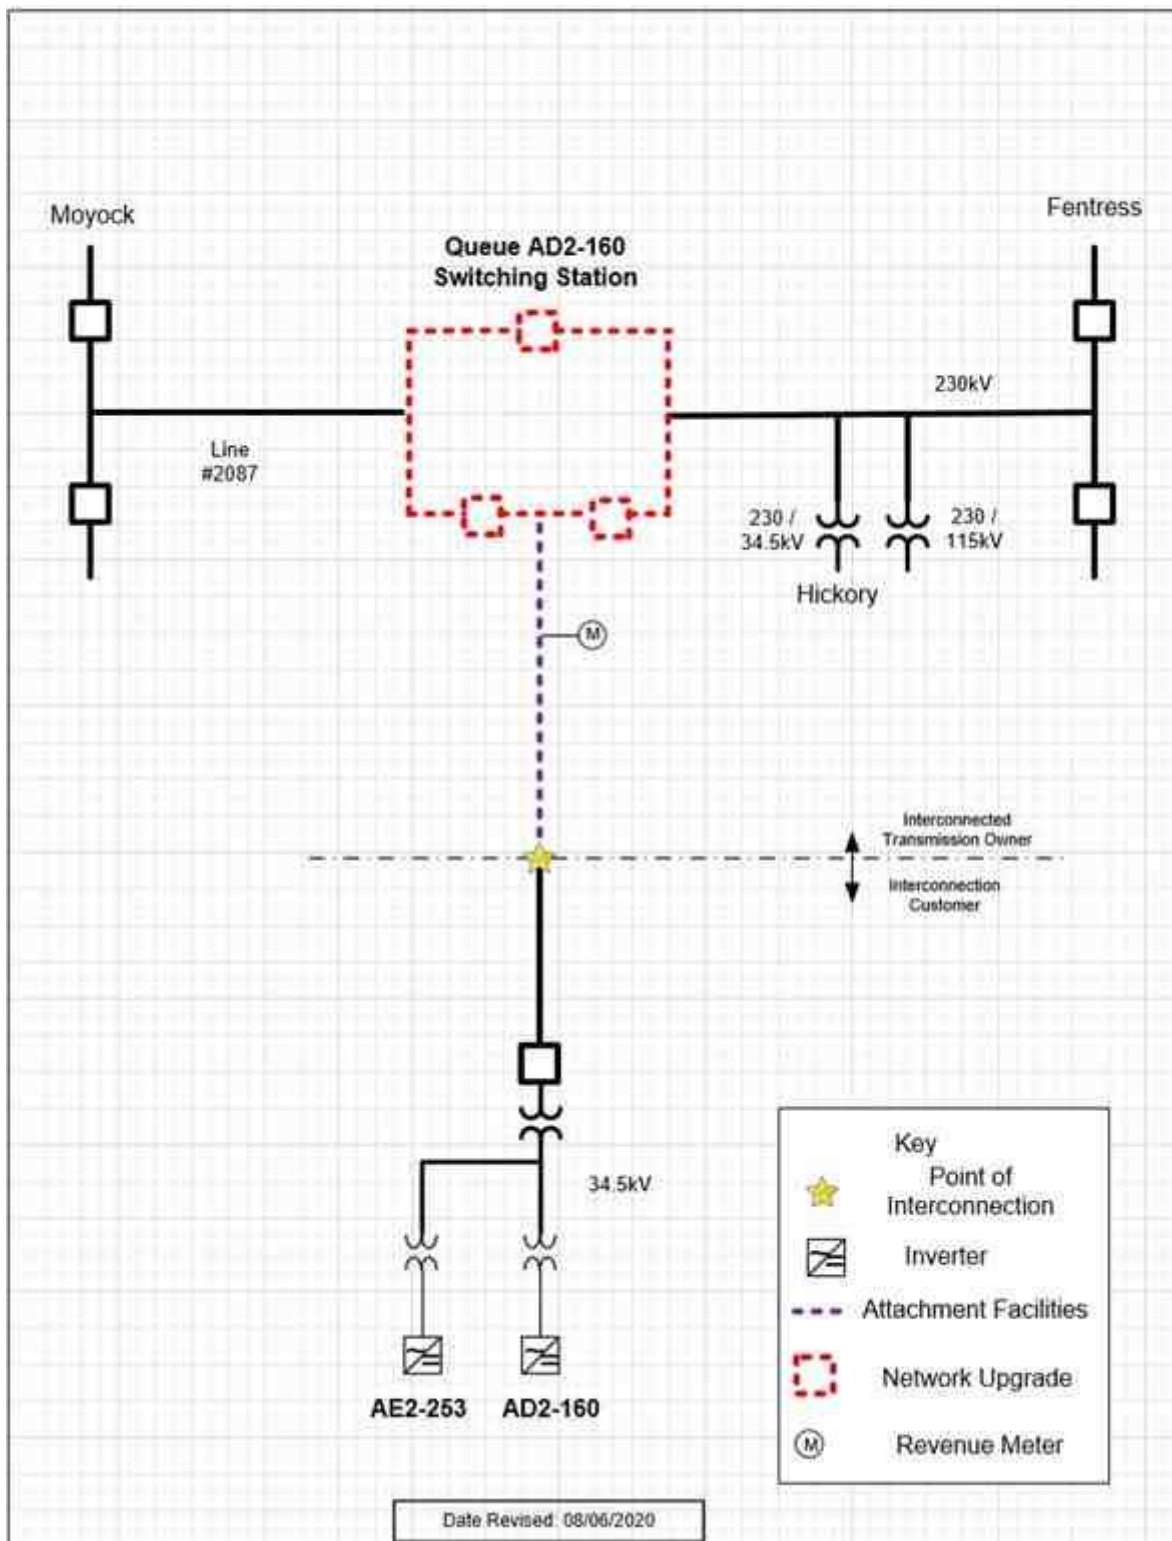 Moyock
Fentress
Queue AD2-160
Switching Station
230kV
Line
#2087
230 /
34.5kV
230 /
115kV
Hickory
M
Interconnected
Transmission Owner
Interconnection
Customer
34.5kV
AE2-253
AD2-160
Key
Point of
Interconnection
Inverter
Attachment Facilities
Network Upgrade
M
Revenue Meter
Date Revised: 08/06/2020